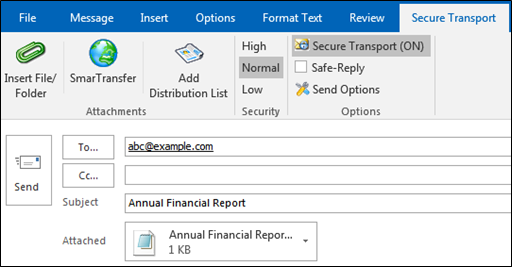 File Message Insert Options Format Text Review Secure Transport
Insert File/
Folder
SmarTransfer
Add
Distribution List
Attachments
High
Normal
Low
Security
Secure Transport (ON)
Safe-Reply
Send Options
Options
Send
To...
abc@example.com
Cc...
Subject
Annual Financial Report
Attached
Annual Financial Repor...
1 KB